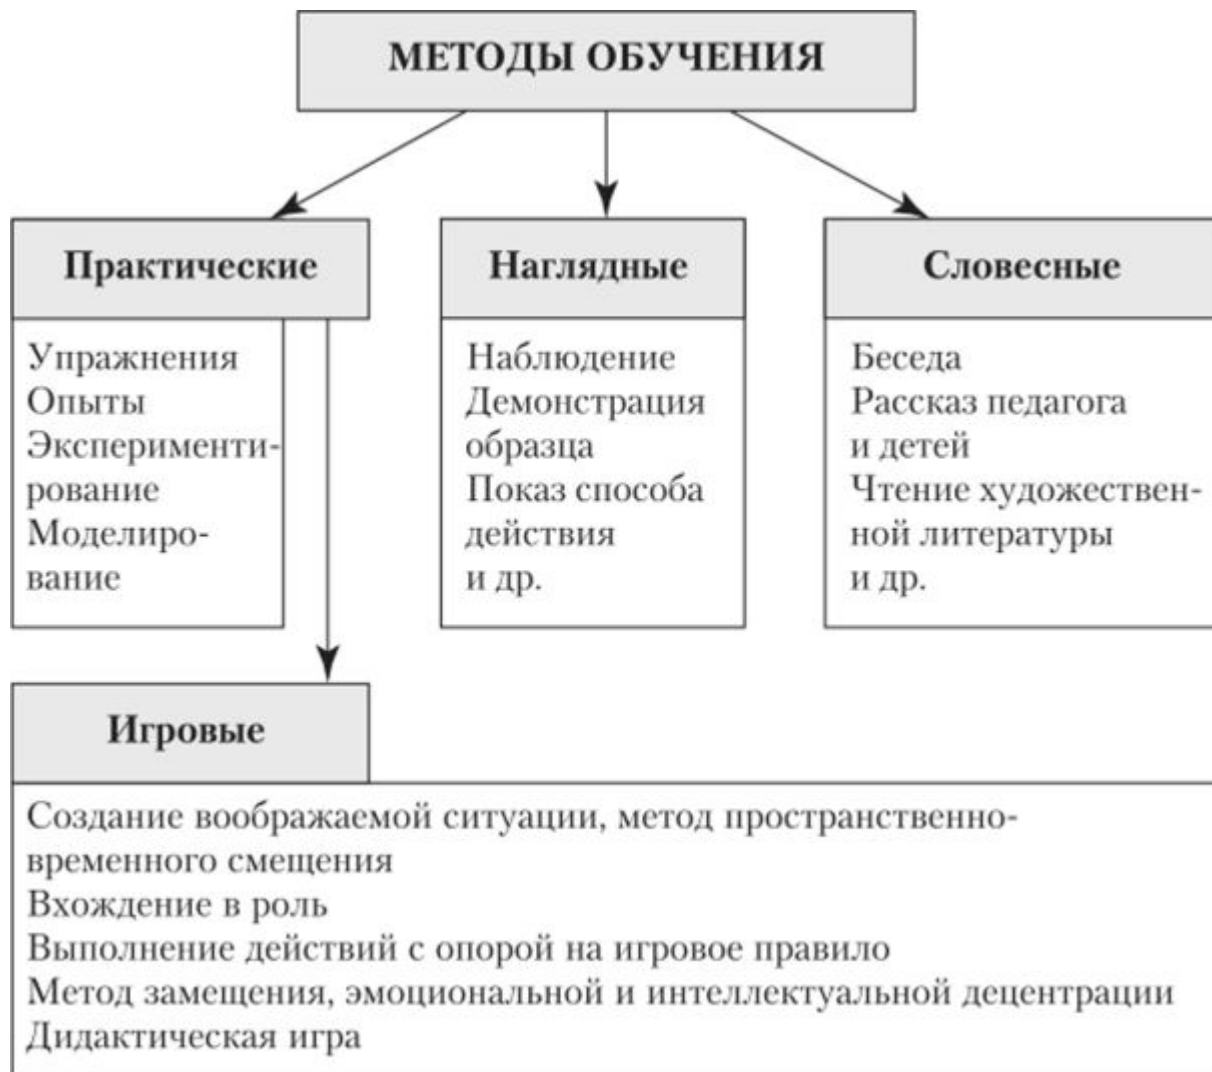 МЕТОДЫ ОБУЧЕНИЯ
Практические
Упражнения
Опыты
Эксперименти-
рование
Моделиро-
вание
Наглядные
Наблюдение
Демонстрация
образца
Показ способа
действия
и др.
Словесные
Беседа
Рассказ педагога
и детей
Чтение художествен-
ной литературы
и др.
Игровые
Создание воображаемой ситуации, метод пространственно-
временного смещения
Вхождение в роль
Выполнение действий с опорой на игровое правило
Метод замещения, эмоциональной и интеллектуальной децентрации
Дидактическая игра